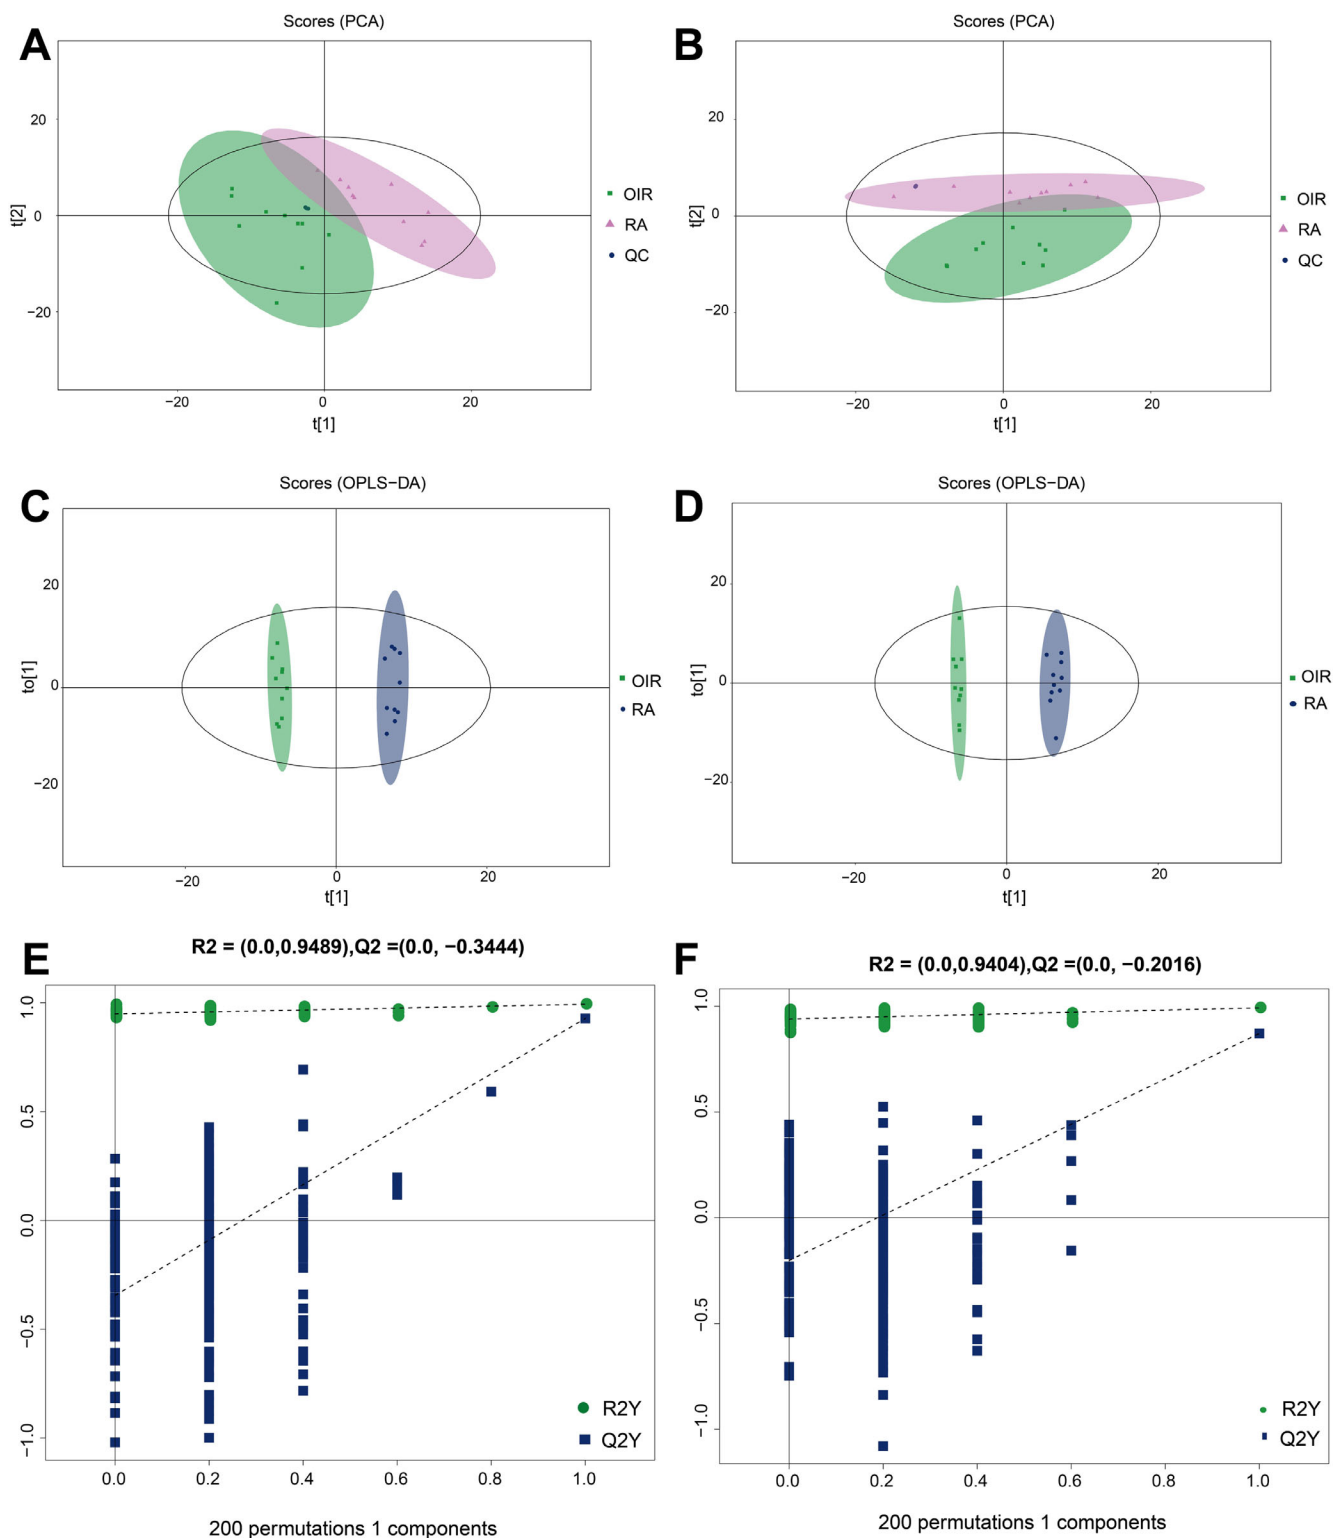 A
Scores (PCA)
20
0
−20
t[2]
−20
0
20
t[1]
OIR
RA
QC
B
Scores (PCA)
20
0
−20
t[2]
−20
0
20
t[1]
OIR
RA
QC
C
Scores (OPLS−DA)
20
0
−20
to[1]
−20
0
20
t[1]
OIR
RA
D
Scores (OPLS−DA)
20
0
−20
to[1]
−20
0
20
t[1]
OIR
RA
E
R2 = (0.0,0.9489),Q2 =(0.0, −0.3444)
1.0
0.5
0.0
−0.5
−1.0
R2Y
Q2Y
0.0 0.2 0.4 0.6 0.8 1.0
200 permutations 1 components
F
R2 = (0.0,0.9404),Q2 =(0.0, −0.2016)
1.0
0.5
0.0
−0.5
−1.0
R2Y
Q2Y
0.0 0.2 0.4 0.6 0.8 1.0
200 permutations 1 components